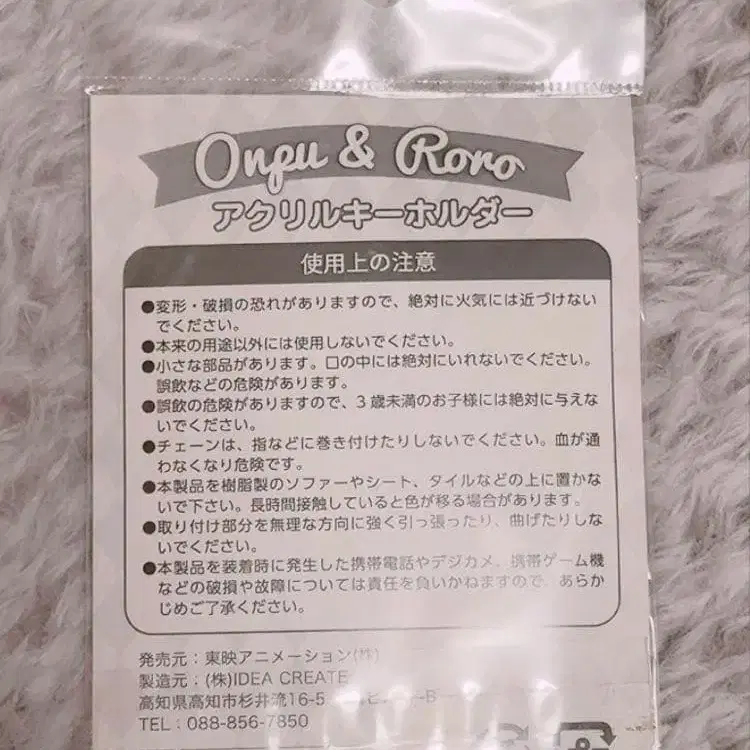 Onpu & Roro
アクリルキーホルダー
使用上の注意
●変形・破損の恐れがありますので、絶対に火気には近づけない
でください。
●本来の用途以外には使用しないでください。
●小さな部品があります。口の中には絶対にいれないでください。
誤飲などの危険があります。
●誤飲の危険がありますので、3歳未満のお子様には絶対に与えな
いでください。
●チェーンは、指などに巻き付けたりしないでください。血が通
わなくなり危険です。
●本製品を樹脂製のソファーやシート、タイルなどの上に置かな
いで下さい。長時間接触していると色が移る場合があります。
●取り付け部分を無理な方向に強く引っ張ったり、曲げたりしな
いでください。
●本製品を装着時に発生した携帯電話やデジカメ、携帯ゲーム機
などの破損や故障については責任を負いかねますので、あらか
じめご了承ください。
発売元：東映アニメーション(株)
製造元：(株)IDEA CREATE
高知県高知市杉井流16-5
TEL：088-856-7850